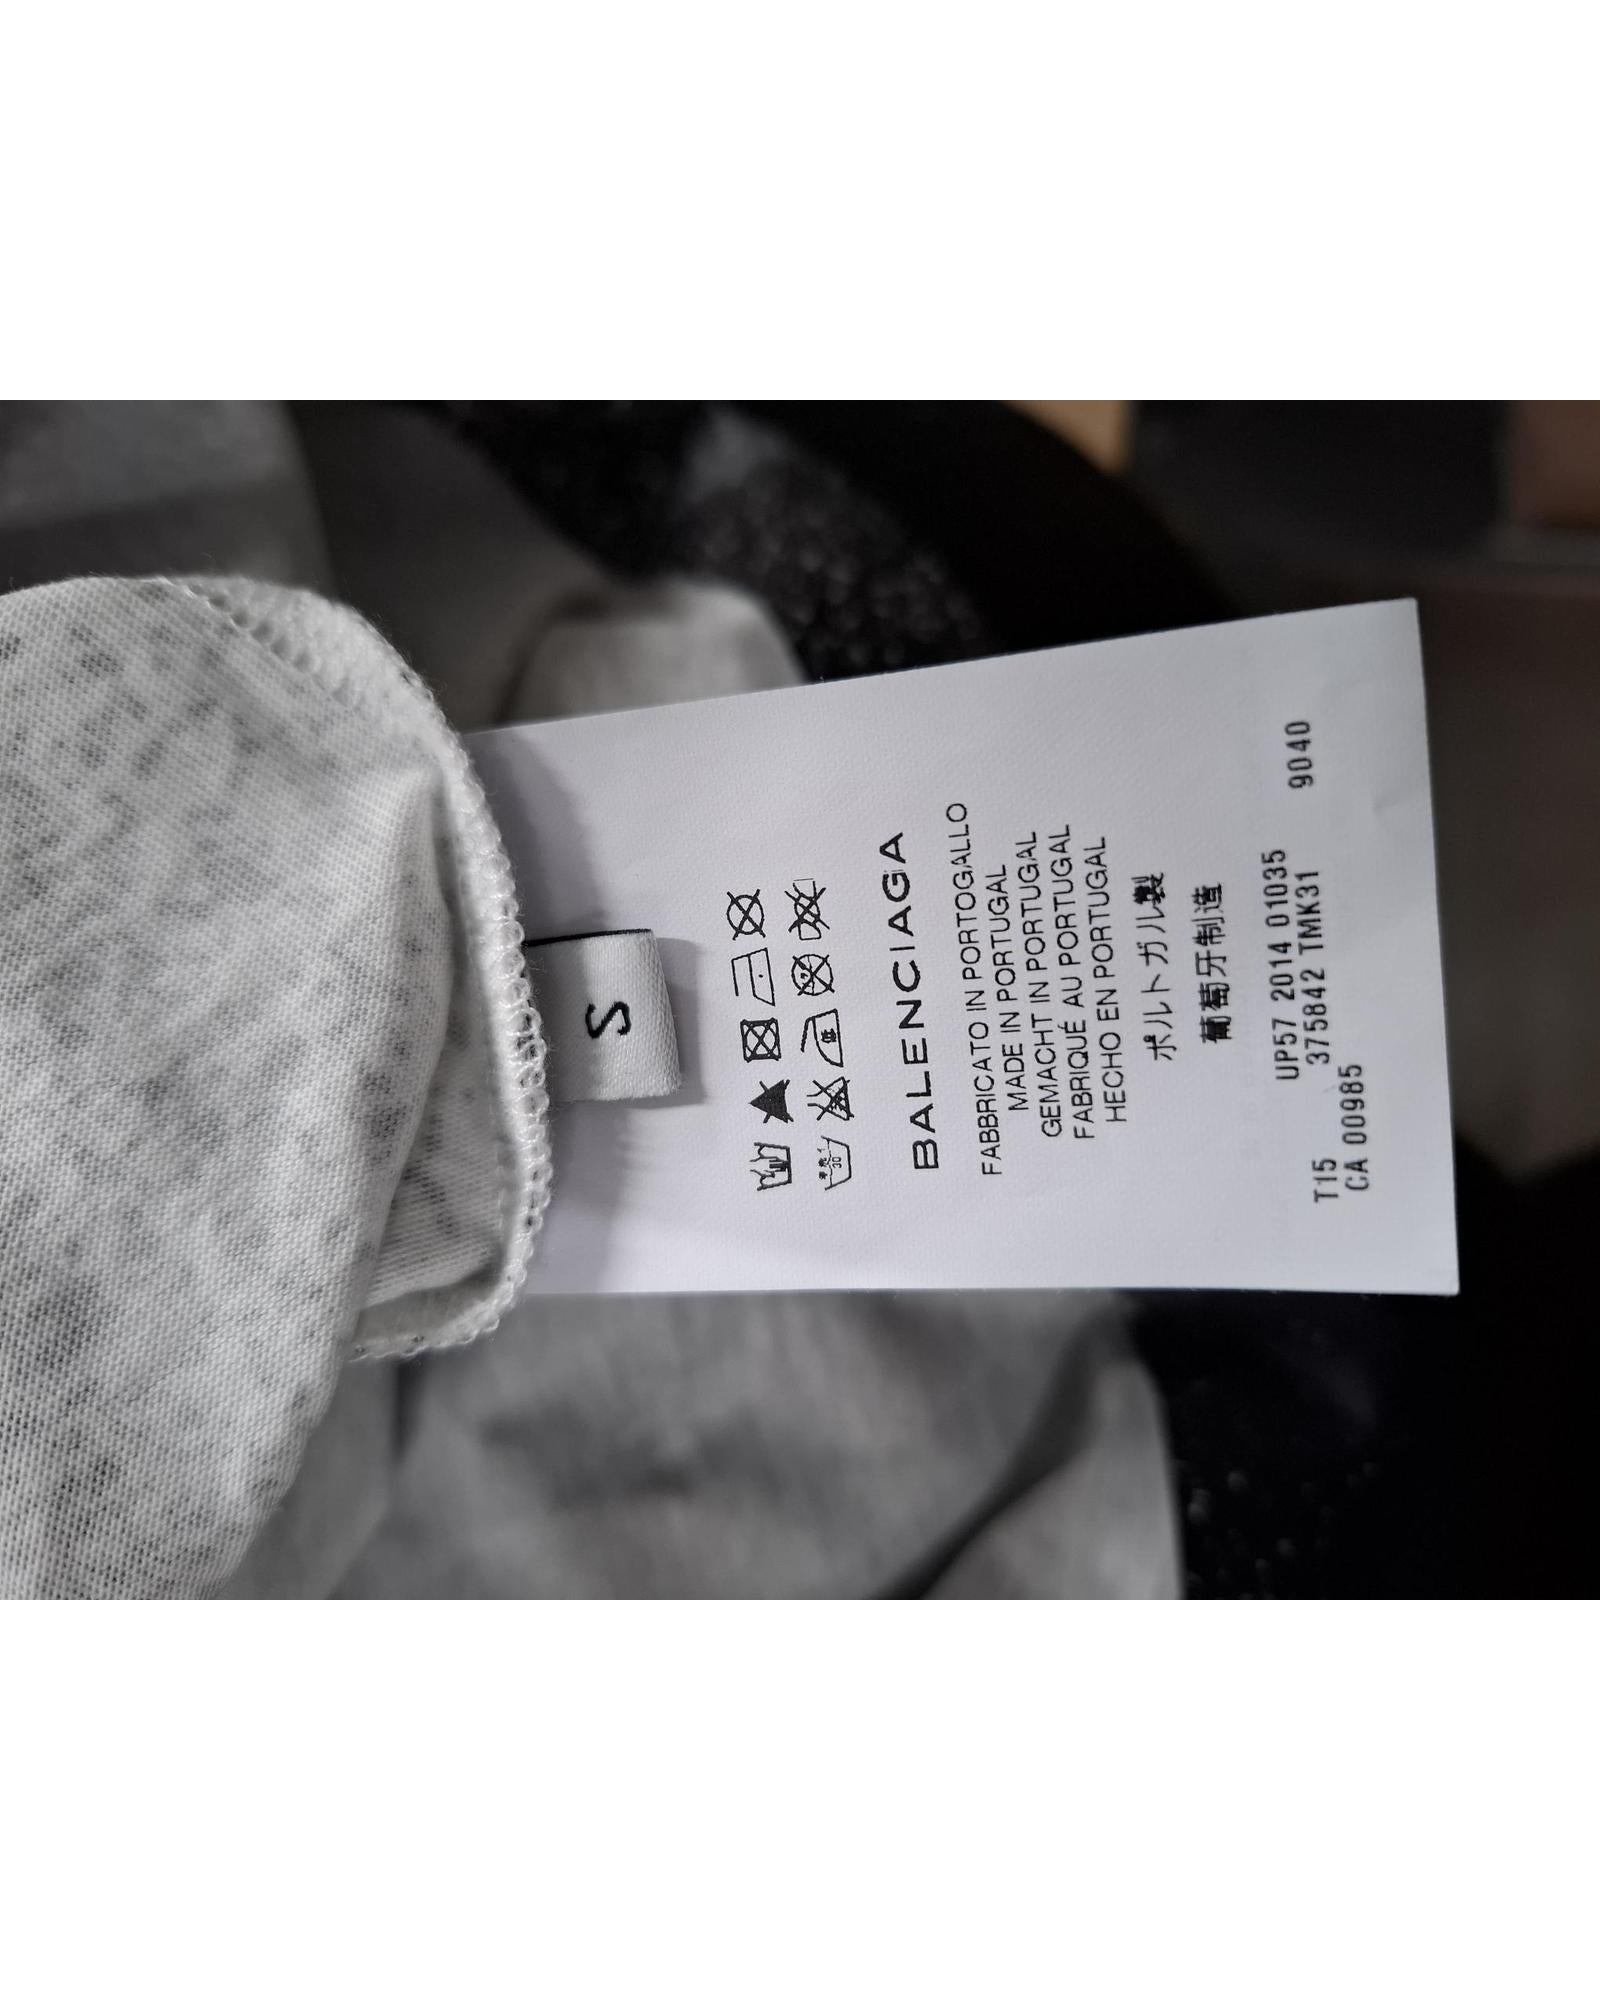 S
BALENCIAGA
FABBRICATO IN PORTOGALLO
MADE IN PORTUGAL
GEMACHT IN PORTUGAL
FABRIQUÉ AU PORTUGAL
HECHO EN PORTUGAL
ポルトガル製
葡萄牙制造
UP57 2014 01035
T15 375842 TMK31 9040
CA 00985